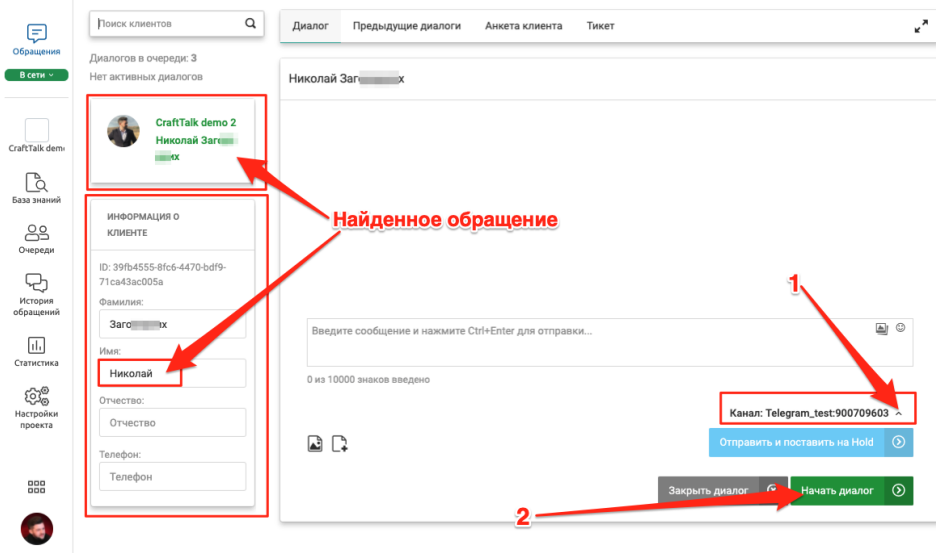 Обращения
В сети
CraftTalk demo
База знаний
Очереди
История
обращений
Статистика
Настройки
проекта
Поиск клиентов
Диалогов в очереди: 3
Нет активных диалогов
CraftTalk demo 2
Николай Заго
их
ИНФОРМАЦИЯ О
КЛИЕНТЕ
ID: 39fb4555-8fc6-4470-bdf9-
71ca43ac005a
Фамилия:
Заго их
Имя:
Николай
Отчество:
Отчество
Телефон:
Телефон
Диалог Предыдущие диалоги Анкета клиента Тикет
Николай Заг х
Найденное обращение
1
Введите сообщение и нажмите Ctrl+Enter для отправки...
0 из 10000 знаков введено
Канал: Telegram_test:900709603
Отправить и поставить на Hold
Закрыть диалог
Начать диалог
2